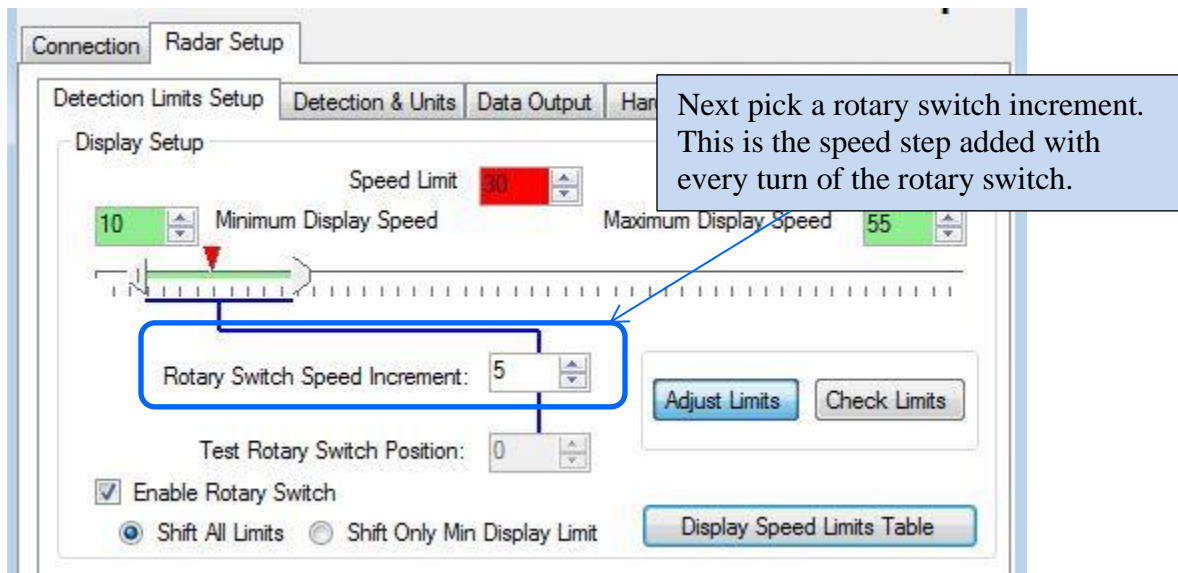 Connection Radar Setup
Detection Limits Setup Detection & Units Data Output Har
Next pick a rotary switch increment.
This is the speed step added with
every turn of the rotary switch.
Display Setup
Speed Limit 30
10 Minimum Display Speed Maximum Display Speed 55
Rotary Switch Speed Increment: 5
Adjust Limits Check Limits
Test Rotary Switch Position: 0
Enable Rotary Switch
Shift All Limits Shift Only Min Display Limit Display Speed Limits Table